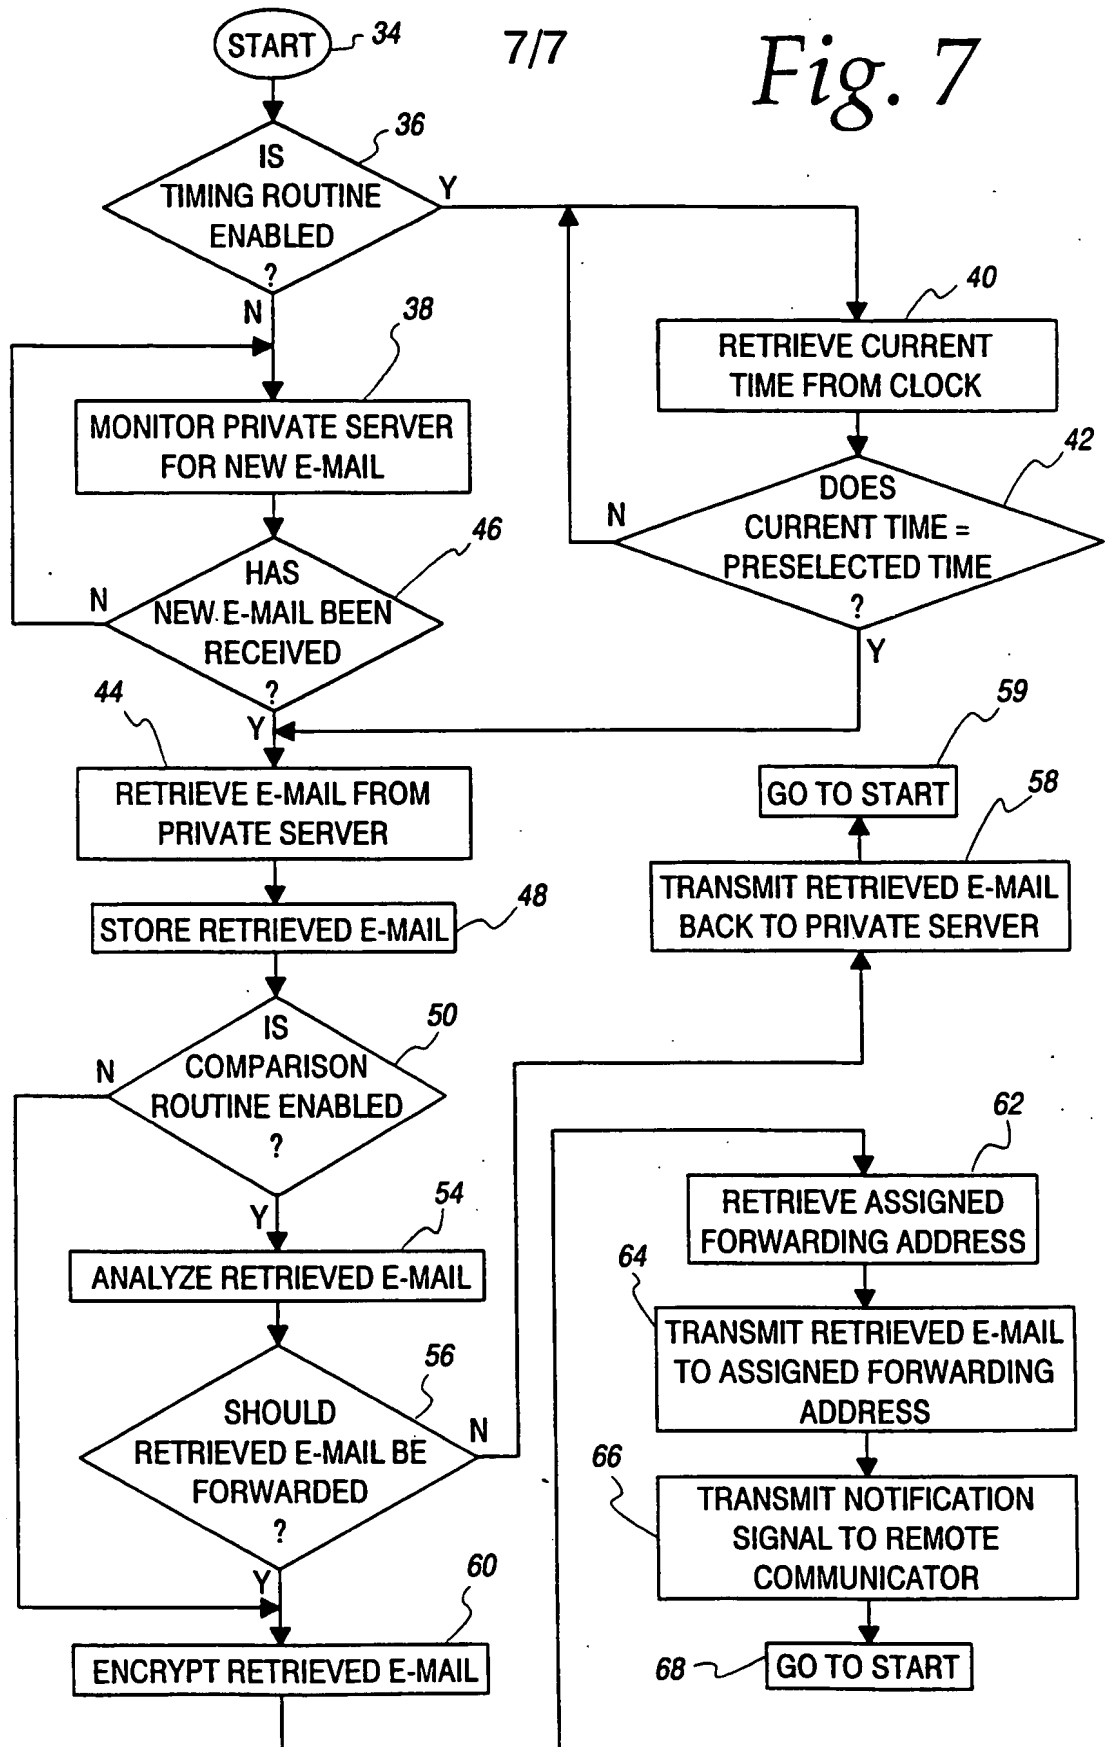 START
34
7/7
Fig. 7
36
IS
TIMING ROUTINE
ENABLED
?
Y
N
38
MONITOR PRIVATE SERVER
FOR NEW E-MAIL
40
RETRIEVE CURRENT
TIME FROM CLOCK
42
DOES
CURRENT TIME =
PRESELECTED TIME
?
N
Y
46
HAS
NEW E-MAIL BEEN
RECEIVED
?
N
Y
44
RETRIEVE E-MAIL FROM
PRIVATE SERVER
59
GO TO START
58
TRANSMIT RETRIEVED E-MAIL
BACK TO PRIVATE SERVER
48
STORE RETRIEVED E-MAIL
50
IS
COMPARISON
ROUTINE ENABLED
?
N
Y
54
ANALYZE RETRIEVED E-MAIL
56
SHOULD
RETRIEVED E-MAIL BE
FORWARDED
?
N
Y
60
ENCRYPT RETRIEVED E-MAIL
62
RETRIEVE ASSIGNED
FORWARDING ADDRESS
64
TRANSMIT RETRIEVED E-MAIL
TO ASSIGNED FORWARDING
ADDRESS
66
TRANSMIT NOTIFICATION
SIGNAL TO REMOTE
COMMUNICATOR
68
GO TO START